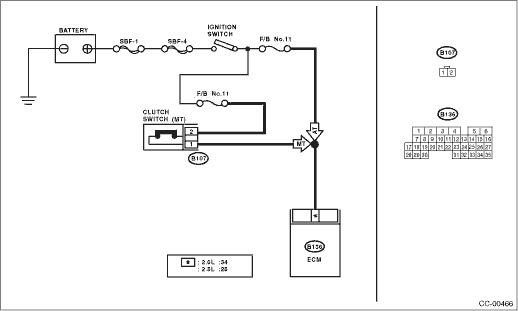 BATTERY
SBF-1
SBF-4
IGNITION
SWITCH
F/B No.11
F/B No.11
CLUTCH
SWITCH (MT)
2
1
B107
AT
MT
B136
ECM
* : 2.0L :34
: 2.5L :28
B107
1 2
B136
1 2 3 4 5 6
7 8 9 10 11 12 13 14 15 16
17 18 19 20 21 22 23 24 25 26 27
28 29 30 31 32 33 34 35
CC-00466